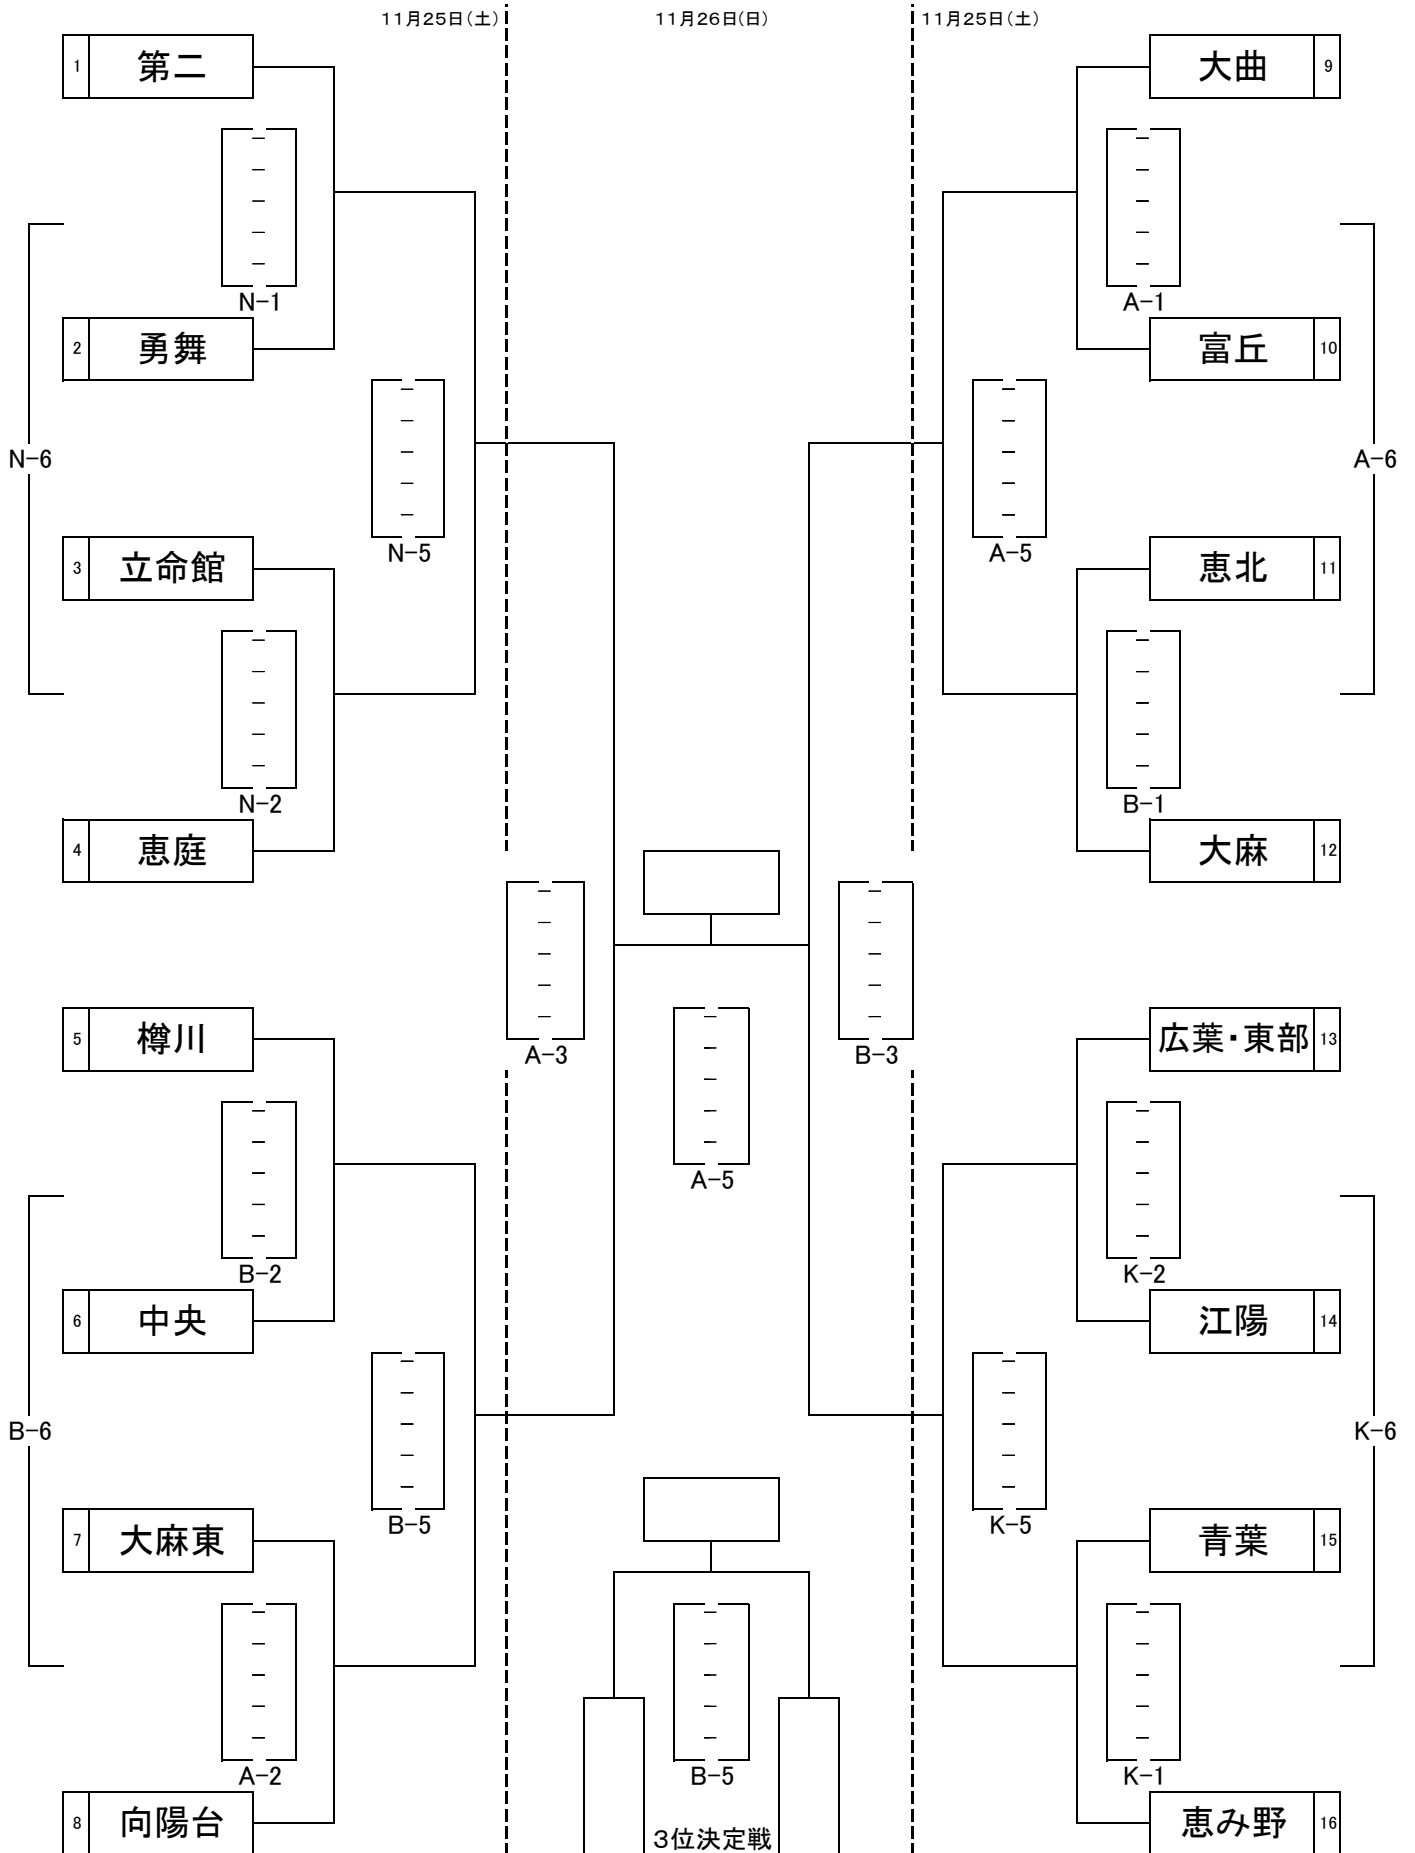 11月25日(土) 11月26日(日) 11月25日(土)
1 第二 大曲 9
N-1 A-1
2 勇舞 富丘 10
N-6 A-6
3 立命館 N-5 A-5 恵北 11
N-2 B-1
4 恵庭 大麻 12
5 樽川 広葉・東部 13
A-3 B-3
A-5
B-2 K-2
6 中央 江陽 14
B-6 K-6
B-5 K-5
7 大麻東 青葉 15
A-2 B-5 K-1
8 向陽台 恵み野 16
3位決定戦